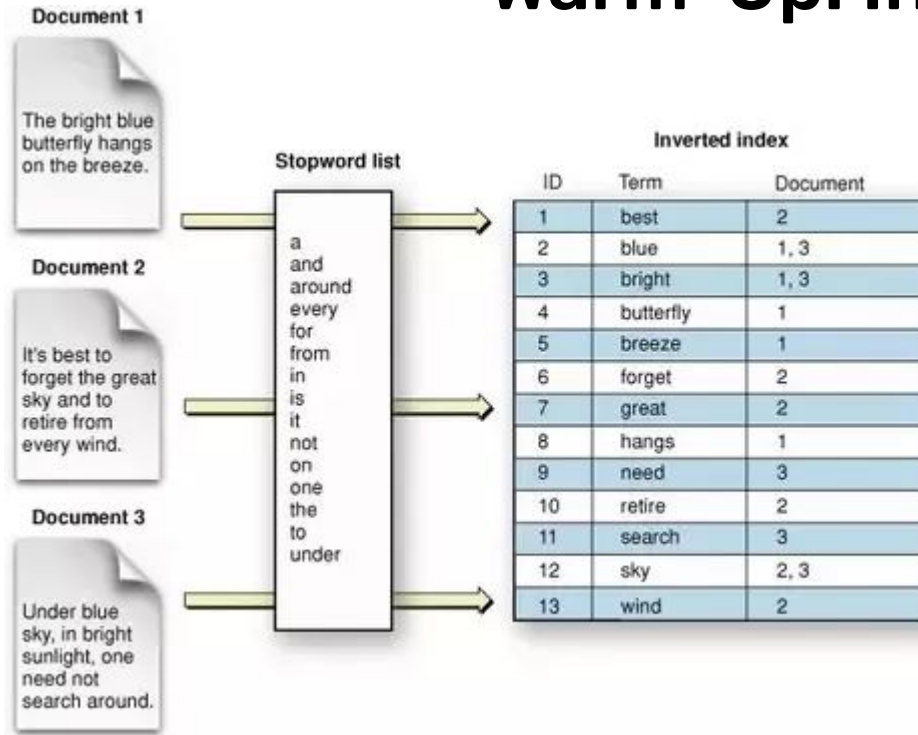 Document 1
The bright blue
butterfly hangs
on the breeze.
Document 2
It's best to
forget the great
sky and to
retire from
every wind.
Document 3
Under blue
sky, in bright
sunlight, one
need not
search around.
Stopword list
a
and
around
every
for
from
in
is
it
not
on
one
the
to
under
Inverted index
ID Term Document
1 best 2
2 blue 1, 3
3 bright 1, 3
4 butterfly 1
5 breeze 1
6 forget 2
7 great 2
8 hangs 1
9 need 3
10 retire 2
11 search 3
12 sky 2, 3
13 wind 2